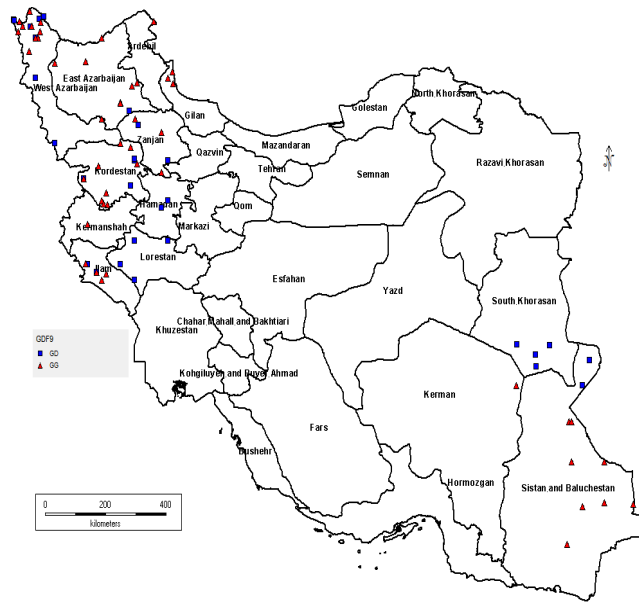 Ardebil
East Azarbaijan
West Azarbaijan
Gilan
Golestan
North Khorasan
Zanjan
Mazandaran
Qazvin
Razavi Khorasan
Tehran
Semnan
Kordestan
Hamadan
Qom
Markazi
Kermanshah
Lorestan
Ilam
Esfahan
Yazd
South Khorasan
Khuzestan
Chahar Mahall and Bakhtiari
GDF9
GD
GG
Kohgiluyeh and Buyer Ahmad
Kerman
Fars
Bushehr
Hormozgan
Sistan and Baluchestan
0 200 400
kilometers